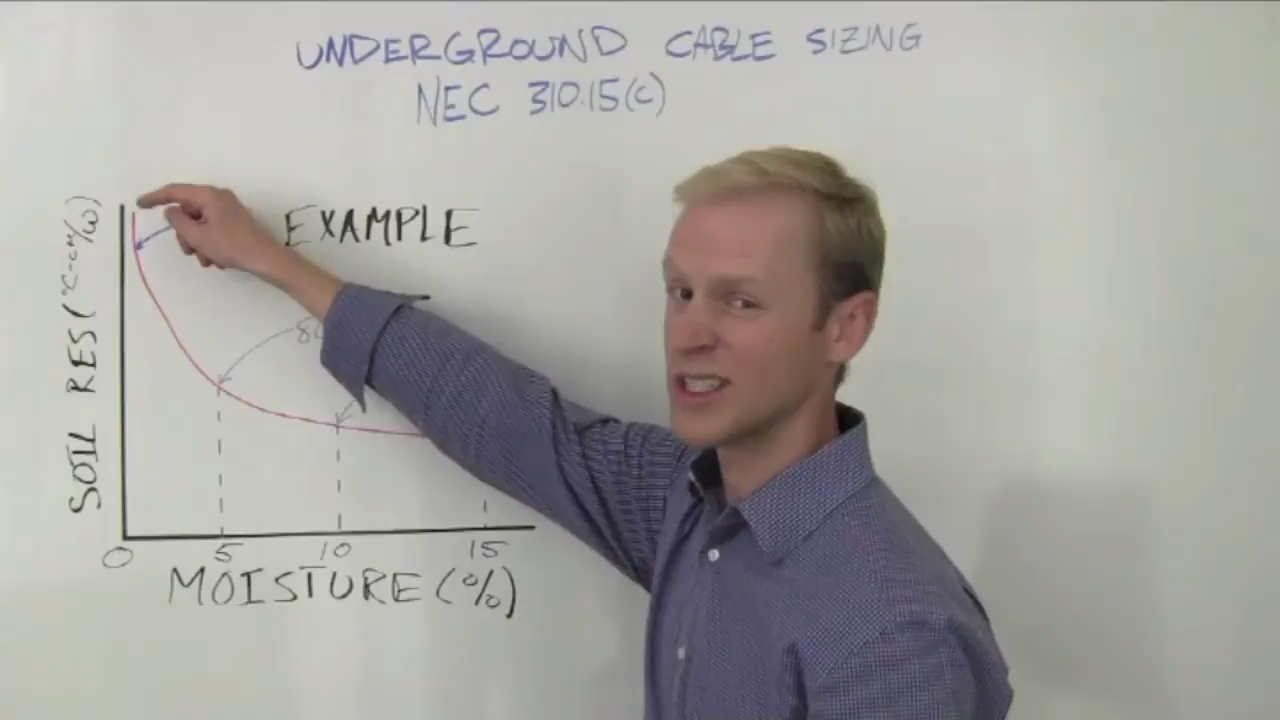 UNDERGROUND CABLE SIZING
NEC 310.15(C)
EXAMPLE
SOIL RES (°C-cm/W)
0 5 10 15
MOISTURE (%)